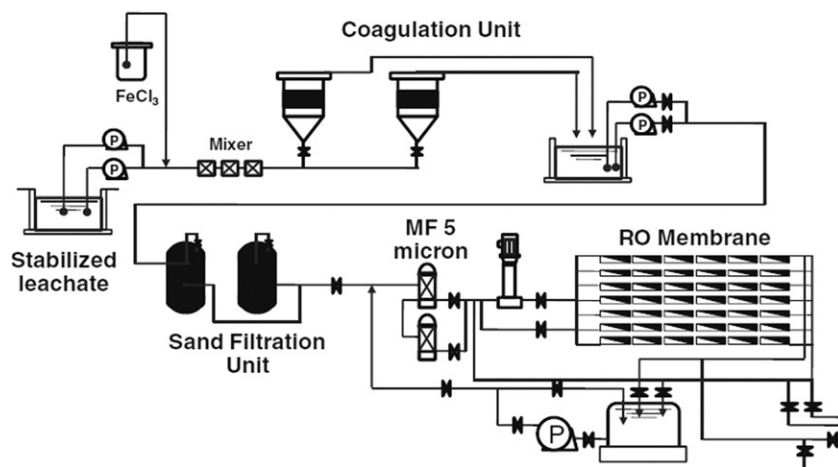 Coagulation Unit
FeCl₃
P
P
Mixer
P
P
Stabilized
leachate
MF 5
micron
RO Membrane
Sand Filtration
Unit
P